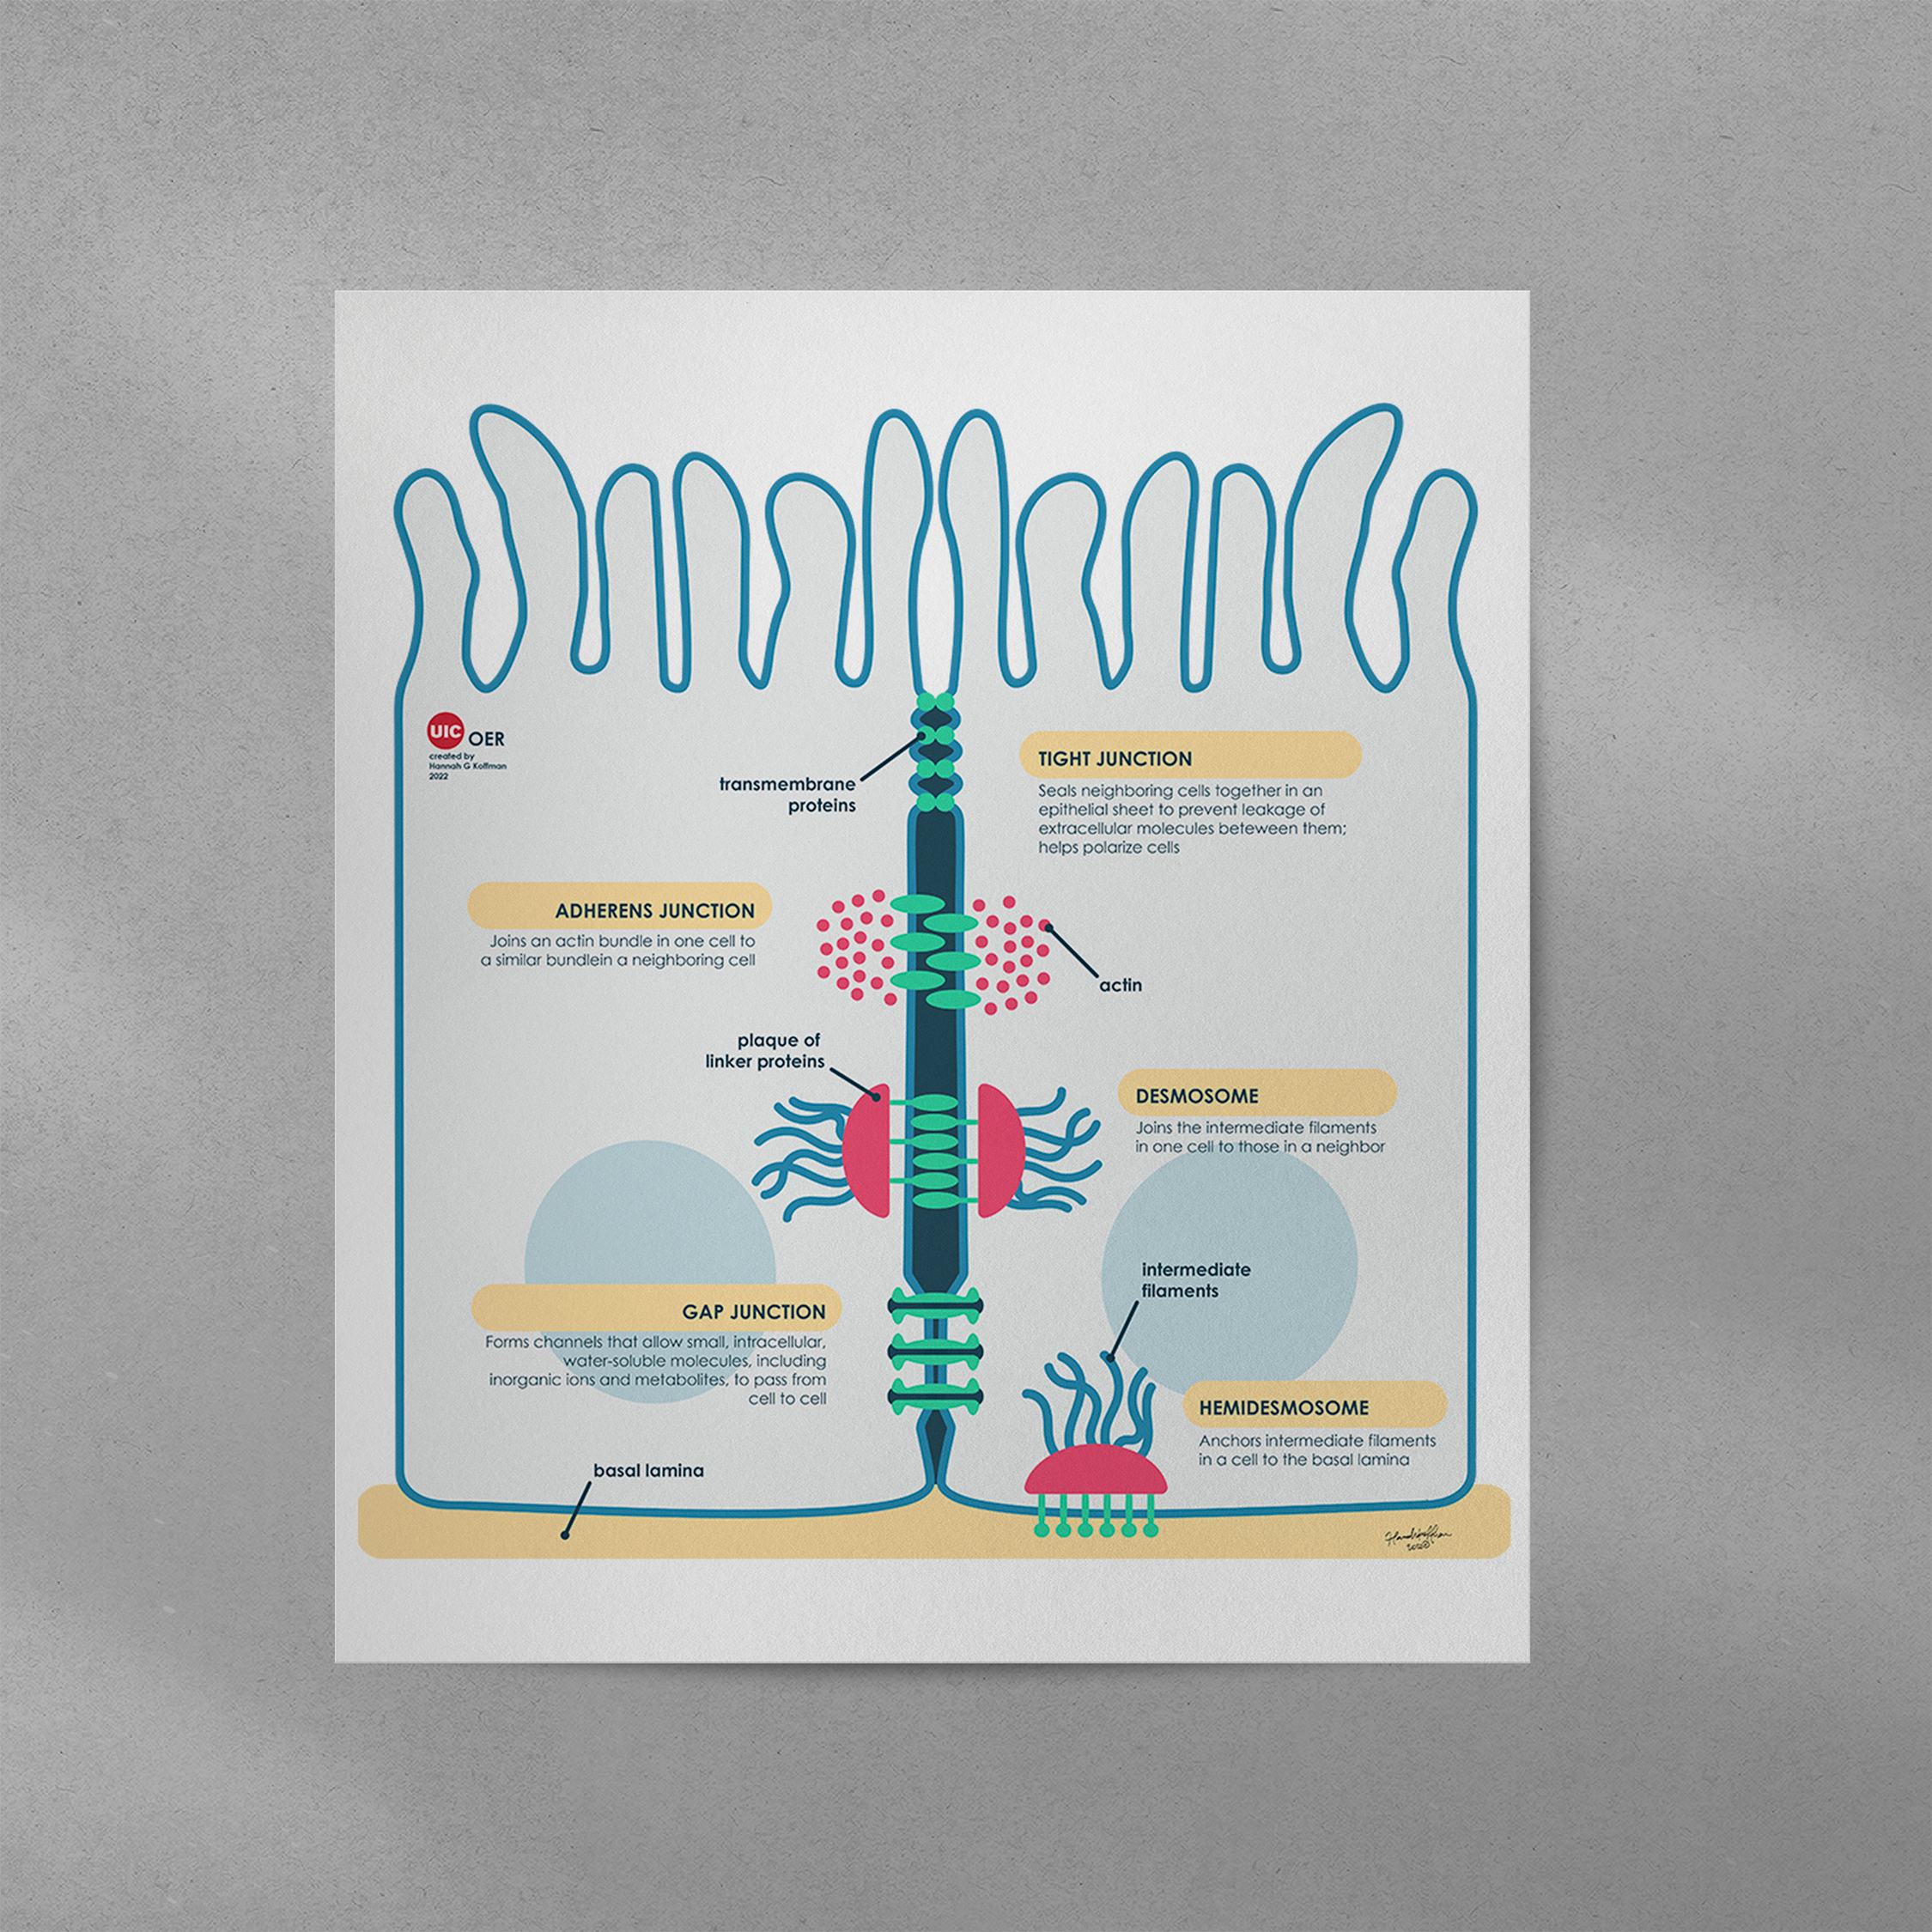 UIC OER
created by
Hannah G Koffman
2022
transmembrane
proteins
TIGHT JUNCTION
Seals neighboring cells together in an
epithelial sheet to prevent leakage of
extracellular molecules beteween them;
helps polarize cells
ADHERENS JUNCTION
Joins an actin bundle in one cell to
a similar bundlein a neighboring cell
actin
plaque of
linker proteins
DESMOSOME
Joins the intermediate filaments
in one cell to those in a neighbor
intermediate
filaments
GAP JUNCTION
Forms channels that allow small, intracellular,
water-soluble molecules, including
inorganic ions and metabolites, to pass from
cell to cell
HEMIDESMOSOME
Anchors intermediate filaments
in a cell to the basal lamina
basal lamina